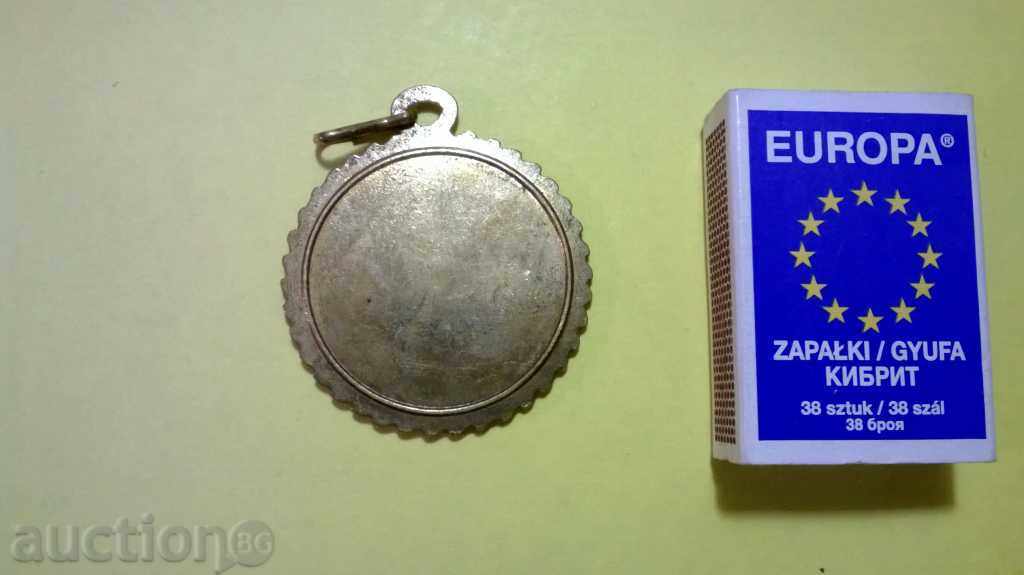 EUROPA®
ZAPAŁKI / GYUFA
КИБРИТ
38 sztuk / 38 szál
38 броя
auctionBG